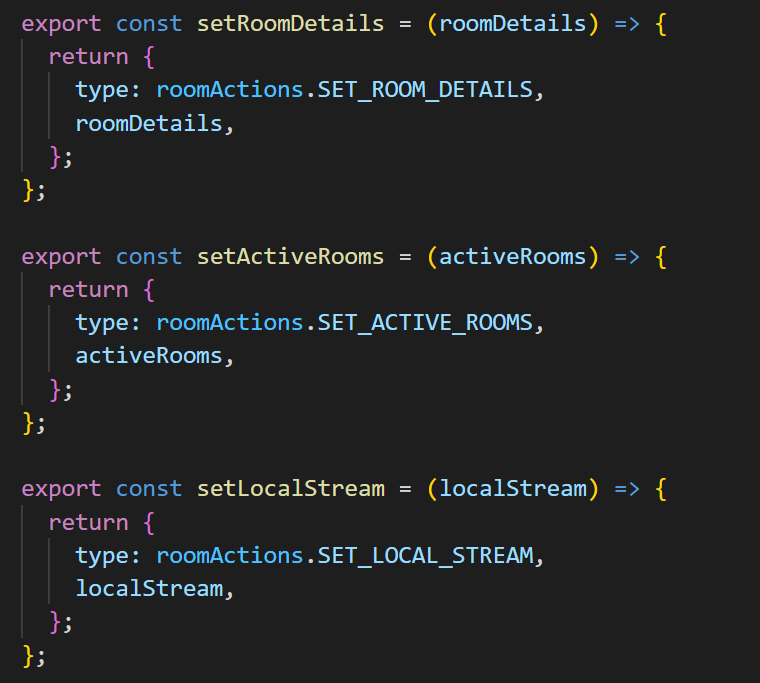 export const setRoomDetails = (roomDetails) => {
  return {
    type: roomActions.SET_ROOM_DETAILS,
    roomDetails,
  };
};

export const setActiveRooms = (activeRooms) => {
  return {
    type: roomActions.SET_ACTIVE_ROOMS,
    activeRooms,
  };
};

export const setLocalStream = (localStream) => {
  return {
    type: roomActions.SET_LOCAL_STREAM,
    localStream,
  };
};